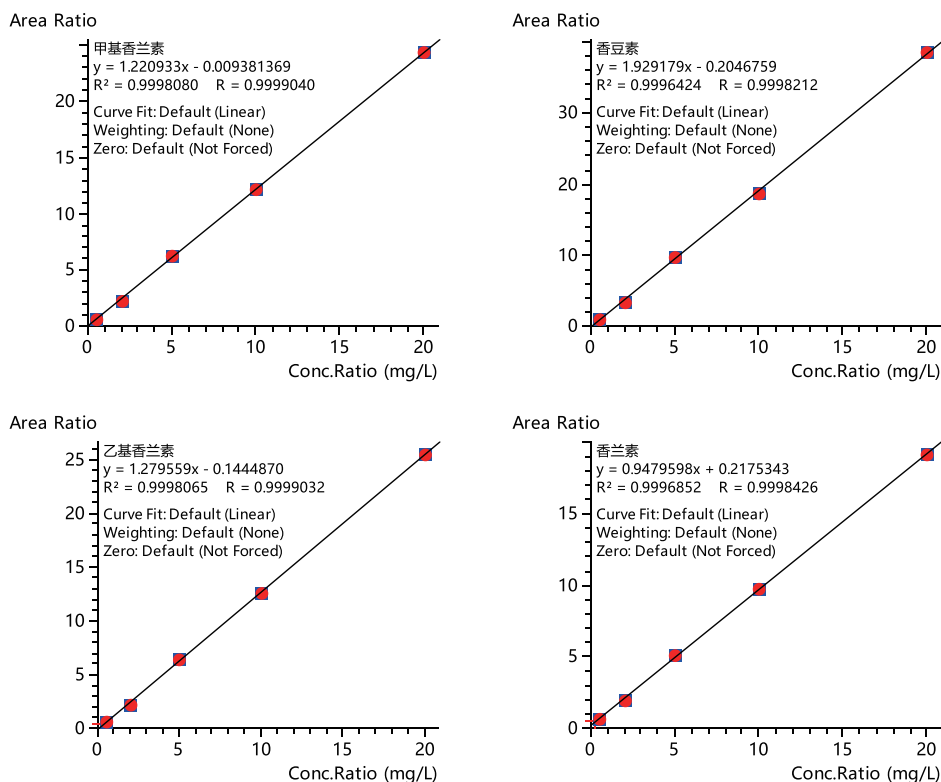 Area Ratio
甲基香兰素
y = 1.220933x - 0.009381369
R² = 0.9998080 R = 0.9999040
Curve Fit: Default (Linear)
Weighting: Default (None)
Zero: Default (Not Forced)
20
15
10
5
0
0 5 10 15 20
Conc.Ratio (mg/L)
Area Ratio
香豆素
y = 1.929179x - 0.2046759
R² = 0.9996424 R = 0.9998212
Curve Fit: Default (Linear)
Weighting: Default (None)
Zero: Default (Not Forced)
30
20
10
0
0 5 10 15 20
Conc.Ratio (mg/L)
Area Ratio
乙基香兰素
y = 1.279559x - 0.1444870
R² = 0.9998065 R = 0.9999032
Curve Fit: Default (Linear)
Weighting: Default (None)
Zero: Default (Not Forced)
25
20
15
10
5
0
0 5 10 15 20
Conc.Ratio (mg/L)
Area Ratio
香兰素
y = 0.9479598x + 0.2175343
R² = 0.9996852 R = 0.9998426
Curve Fit: Default (Linear)
Weighting: Default (None)
Zero: Default (Not Forced)
15
10
5
0
0 5 10 15 20
Conc.Ratio (mg/L)